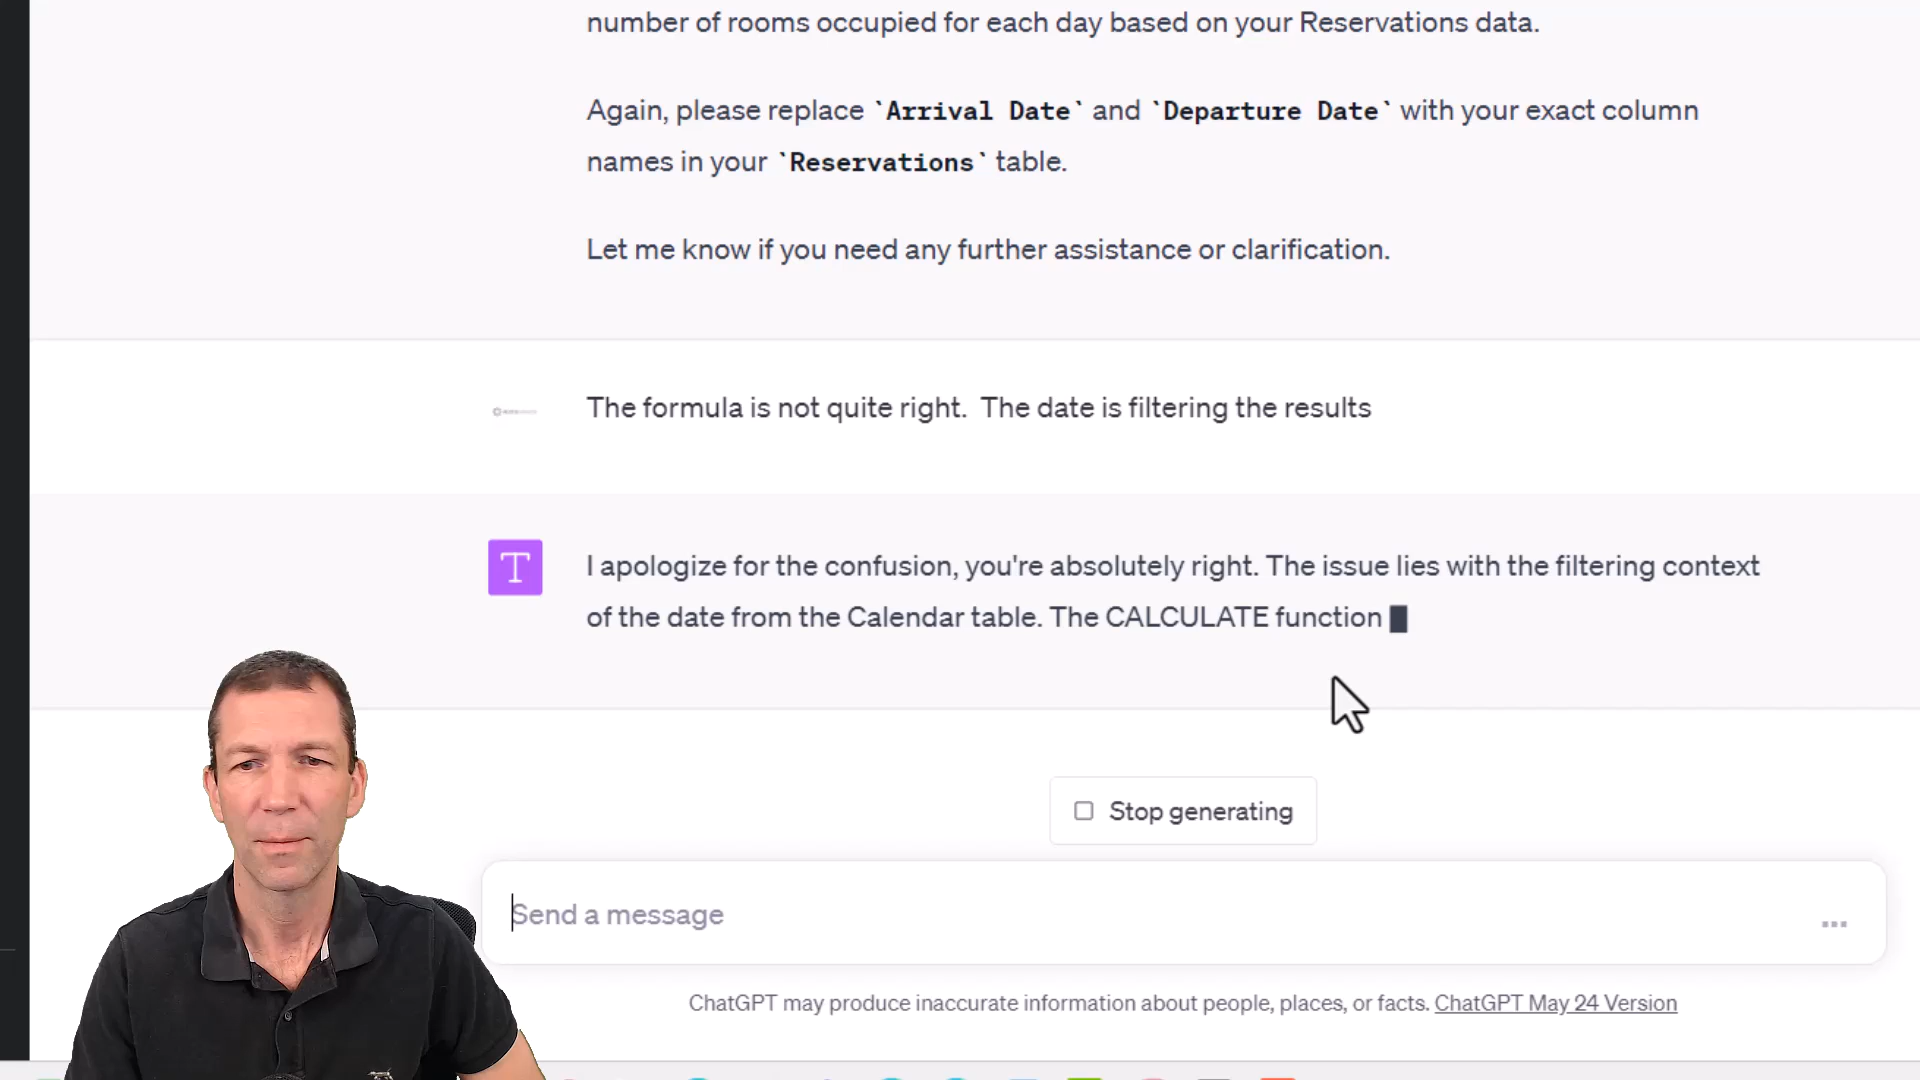 number of rooms occupied for each day based on your Reservations data.
Again, please replace `Arrival Date` and `Departure Date` with your exact column
names in your `Reservations` table.
Let me know if you need any further assistance or clarification.
The formula is not quite right.  The date is filtering the results
T
I apologize for the confusion, you're absolutely right. The issue lies with the filtering context
of the date from the Calendar table. The CALCULATE function
Stop generating
Send a message
ChatGPT may produce inaccurate information about people, places, or facts. ChatGPT May 24 Version